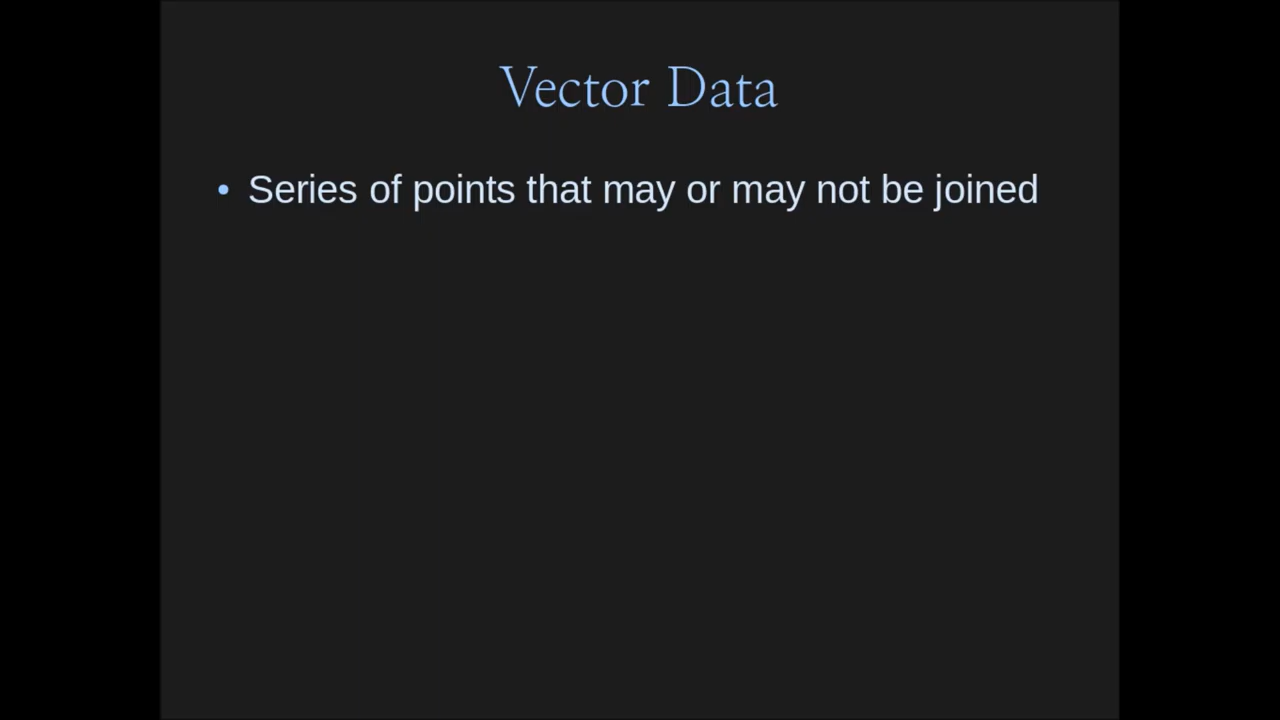 Vector Data
• Series of points that may or may not be joined